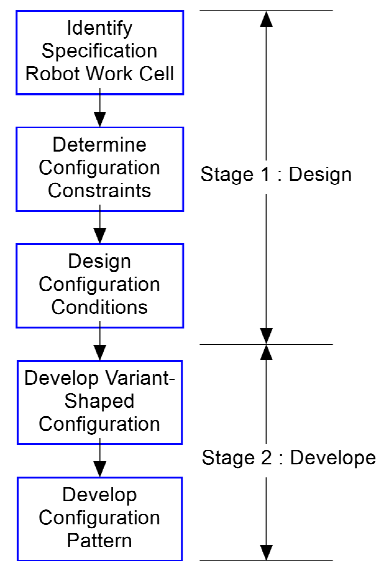 Identify
Specification
Robot Work Cell
Determine
Configuration
Constraints
Stage 1 : Design
Design
Configuration
Conditions
Develop Variant-
Shaped
Configuration
Stage 2 : Develope
Develop
Configuration
Pattern